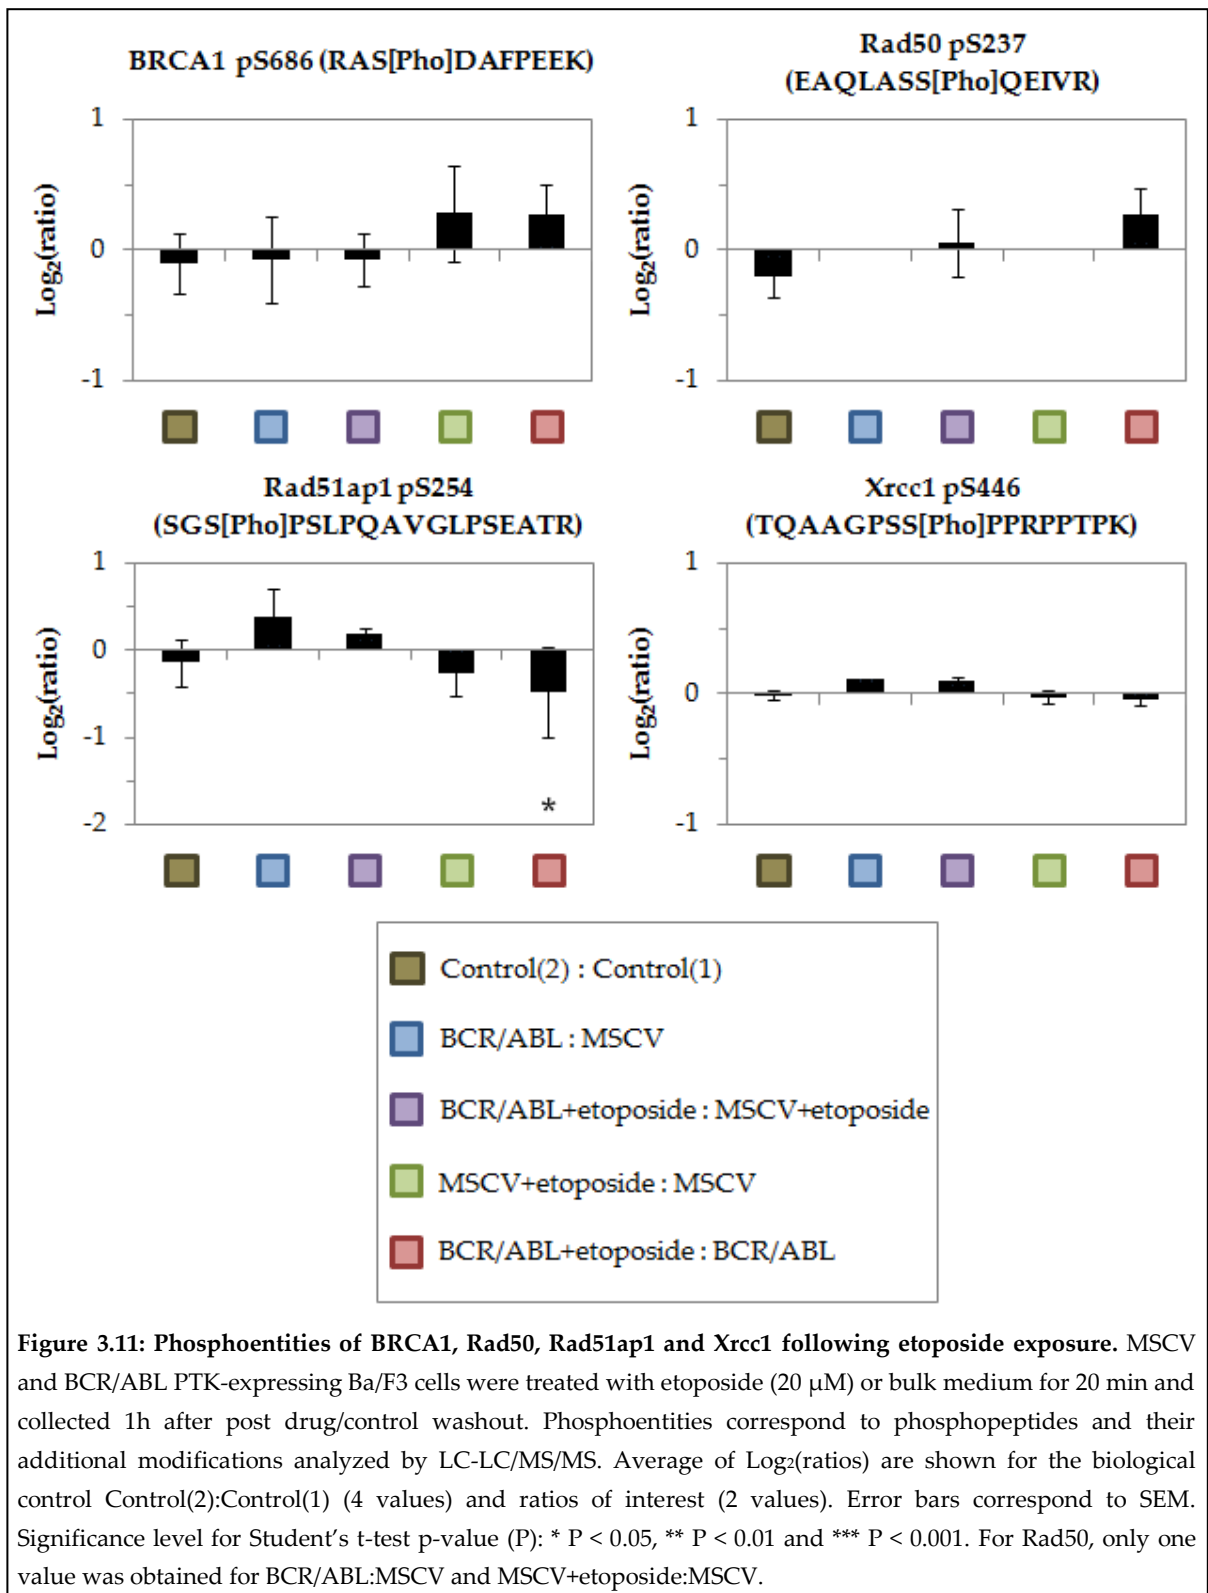 BRCA1 pS686 (RAS[Pho]DAFPEEK)
1
0
-1
Log₂(ratio)
Rad50 pS237
(EAQLASS[Pho]QEIVR)
1
0
-1
Log₂(ratio)
Rad51ap1 pS254
(SGS[Pho]PSLPQAVGLPSEATR)
1
0
-1
-2
Log₂(ratio)
*
Xrcc1 pS446
(TQAAGPSS[Pho]PPRPPTPK)
1
0
-1
Log₂(ratio)
Control(2) : Control(1)
BCR/ABL : MSCV
BCR/ABL+etoposide : MSCV+etoposide
MSCV+etoposide : MSCV
BCR/ABL+etoposide : BCR/ABL
Figure 3.11: Phosphoentities of BRCA1, Rad50, Rad51ap1 and Xrcc1 following etoposide exposure. MSCV
and BCR/ABL PTK-expressing Ba/F3 cells were treated with etoposide (20 µM) or bulk medium for 20 min and
collected 1h after post drug/control washout. Phosphoentities correspond to phosphopeptides and their
additional modifications analyzed by LC-LC/MS/MS. Average of Log₂(ratios) are shown for the biological
control Control(2):Control(1) (4 values) and ratios of interest (2 values). Error bars correspond to SEM.
Significance level for Student's t-test p-value (P): * P < 0.05, ** P < 0.01 and *** P < 0.001. For Rad50, only one
value was obtained for BCR/ABL:MSCV and MSCV+etoposide:MSCV.